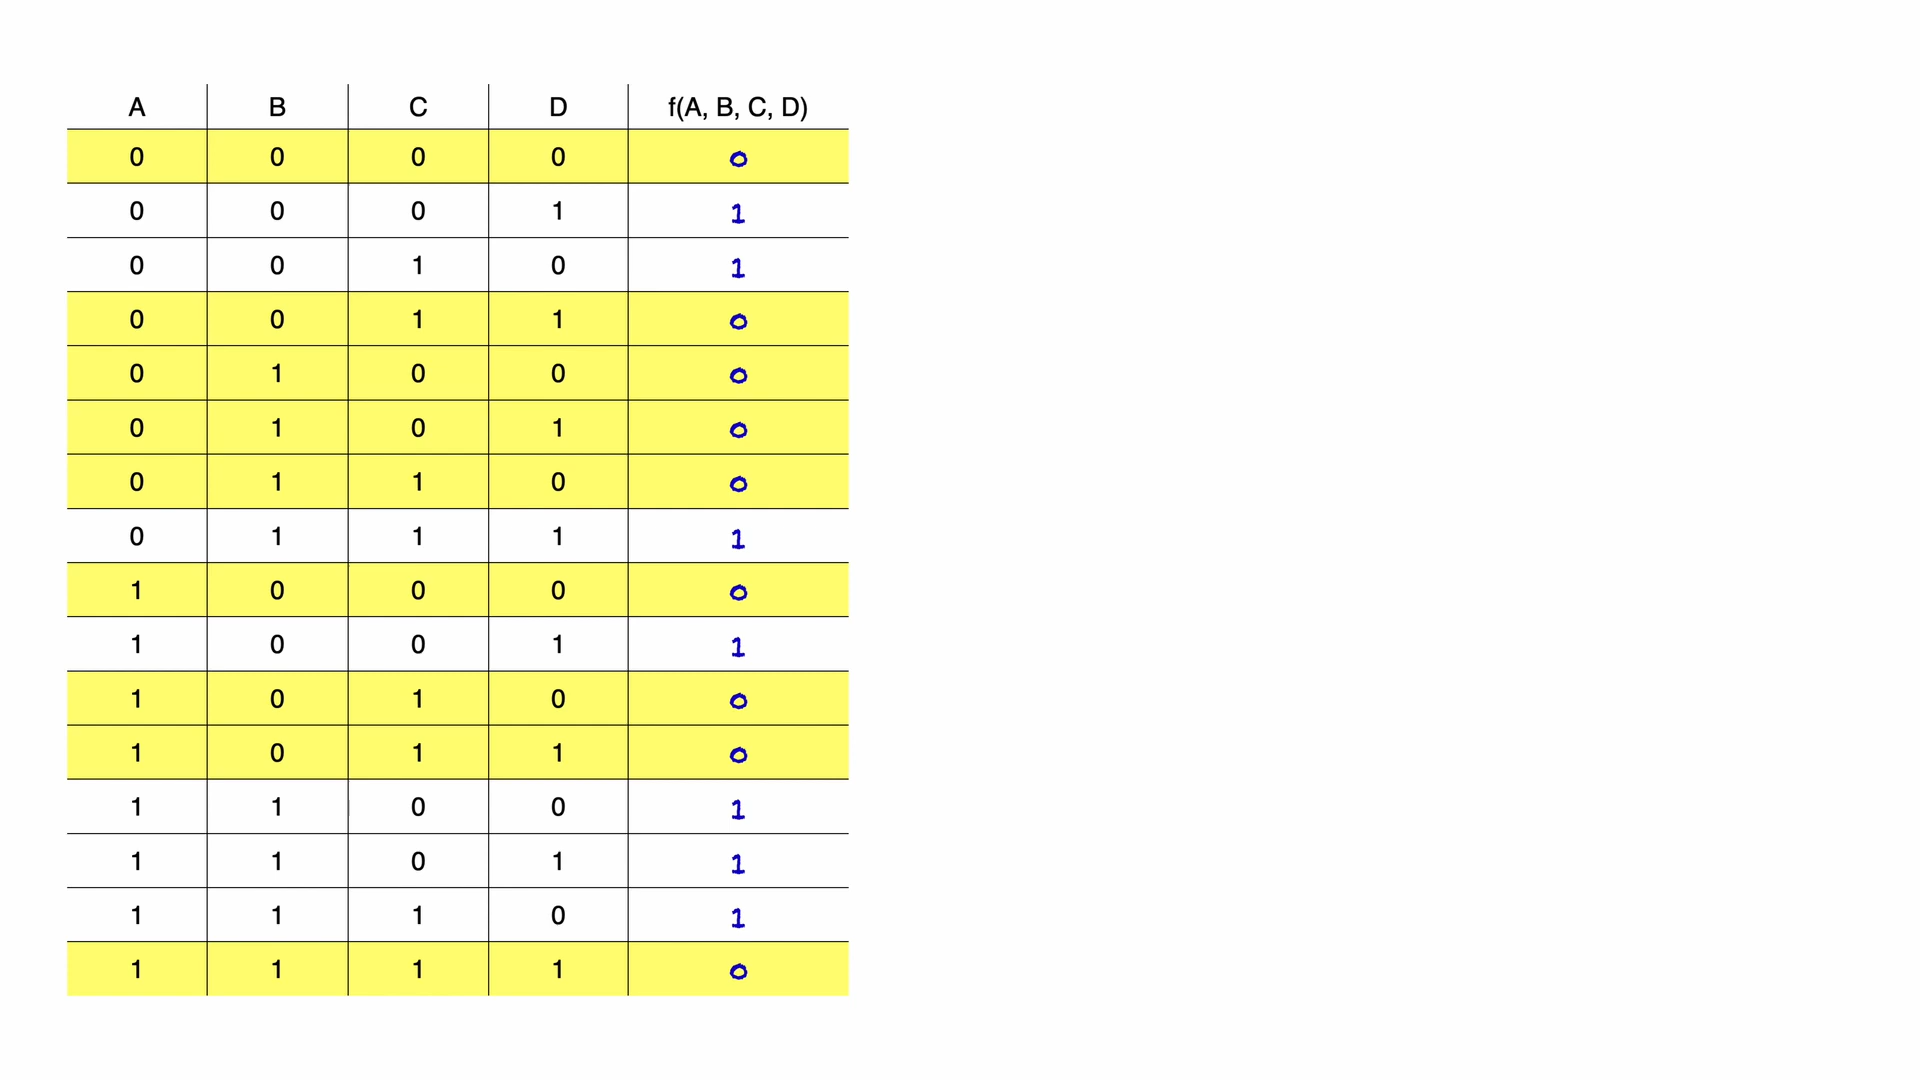 A B C D f(A, B, C, D)
0 0 0 0 0
0 0 0 1 1
0 0 1 0 1
0 0 1 1 0
0 1 0 0 0
0 1 0 1 0
0 1 1 0 0
0 1 1 1 1
1 0 0 0 0
1 0 0 1 1
1 0 1 0 0
1 0 1 1 0
1 1 0 0 1
1 1 0 1 1
1 1 1 0 1
1 1 1 1 0